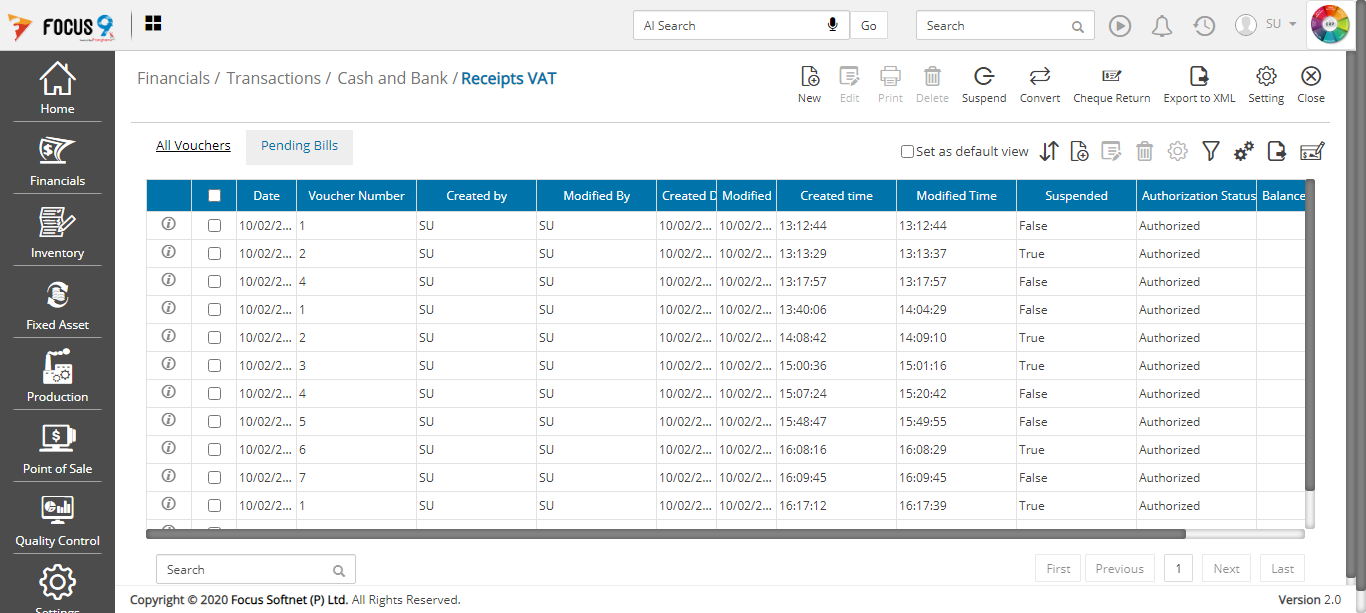 FOCUS 9
AI Search
Go
Search
SU
Home
Financials
Inventory
Fixed Asset
Production
Point of Sale
Quality Control
Settings
Financials / Transactions / Cash and Bank / Receipts VAT
New
Edit
Print
Delete
Suspend
Convert
Cheque Return
Export to XML
Setting
Close
All Vouchers
Pending Bills
Set as default view
Date Voucher Number Created by Modified By Created D Modified Created time Modified Time Suspended Authorization Status Balance
10/02/2... 1 SU SU 10/02/2... 10/02/2... 13:12:44 13:12:44 False Authorized
10/02/2... 2 SU SU 10/02/2... 10/02/2... 13:13:29 13:13:37 True Authorized
10/02/2... 4 SU SU 10/02/2... 10/02/2... 13:17:57 13:17:57 False Authorized
10/02/2... 1 SU SU 10/02/2... 10/02/2... 13:40:06 14:04:29 False Authorized
10/02/2... 2 SU SU 10/02/2... 10/02/2... 14:08:42 14:09:10 True Authorized
10/02/2... 3 SU SU 10/02/2... 10/02/2... 15:00:36 15:01:16 True Authorized
10/02/2... 4 SU SU 10/02/2... 10/02/2... 15:07:24 15:20:42 False Authorized
10/02/2... 5 SU SU 10/02/2... 10/02/2... 15:48:47 15:49:55 False Authorized
10/02/2... 6 SU SU 10/02/2... 10/02/2... 16:08:16 16:08:29 True Authorized
10/02/2... 7 SU SU 10/02/2... 10/02/2... 16:09:45 16:09:45 False Authorized
10/02/2... 1 SU SU 10/02/2... 10/02/2... 16:17:12 16:17:39 True Authorized
Search
First
Previous
1
Next
Last
Copyright © 2020 Focus Softnet (P) Ltd. All Rights Reserved.
Version 2.0